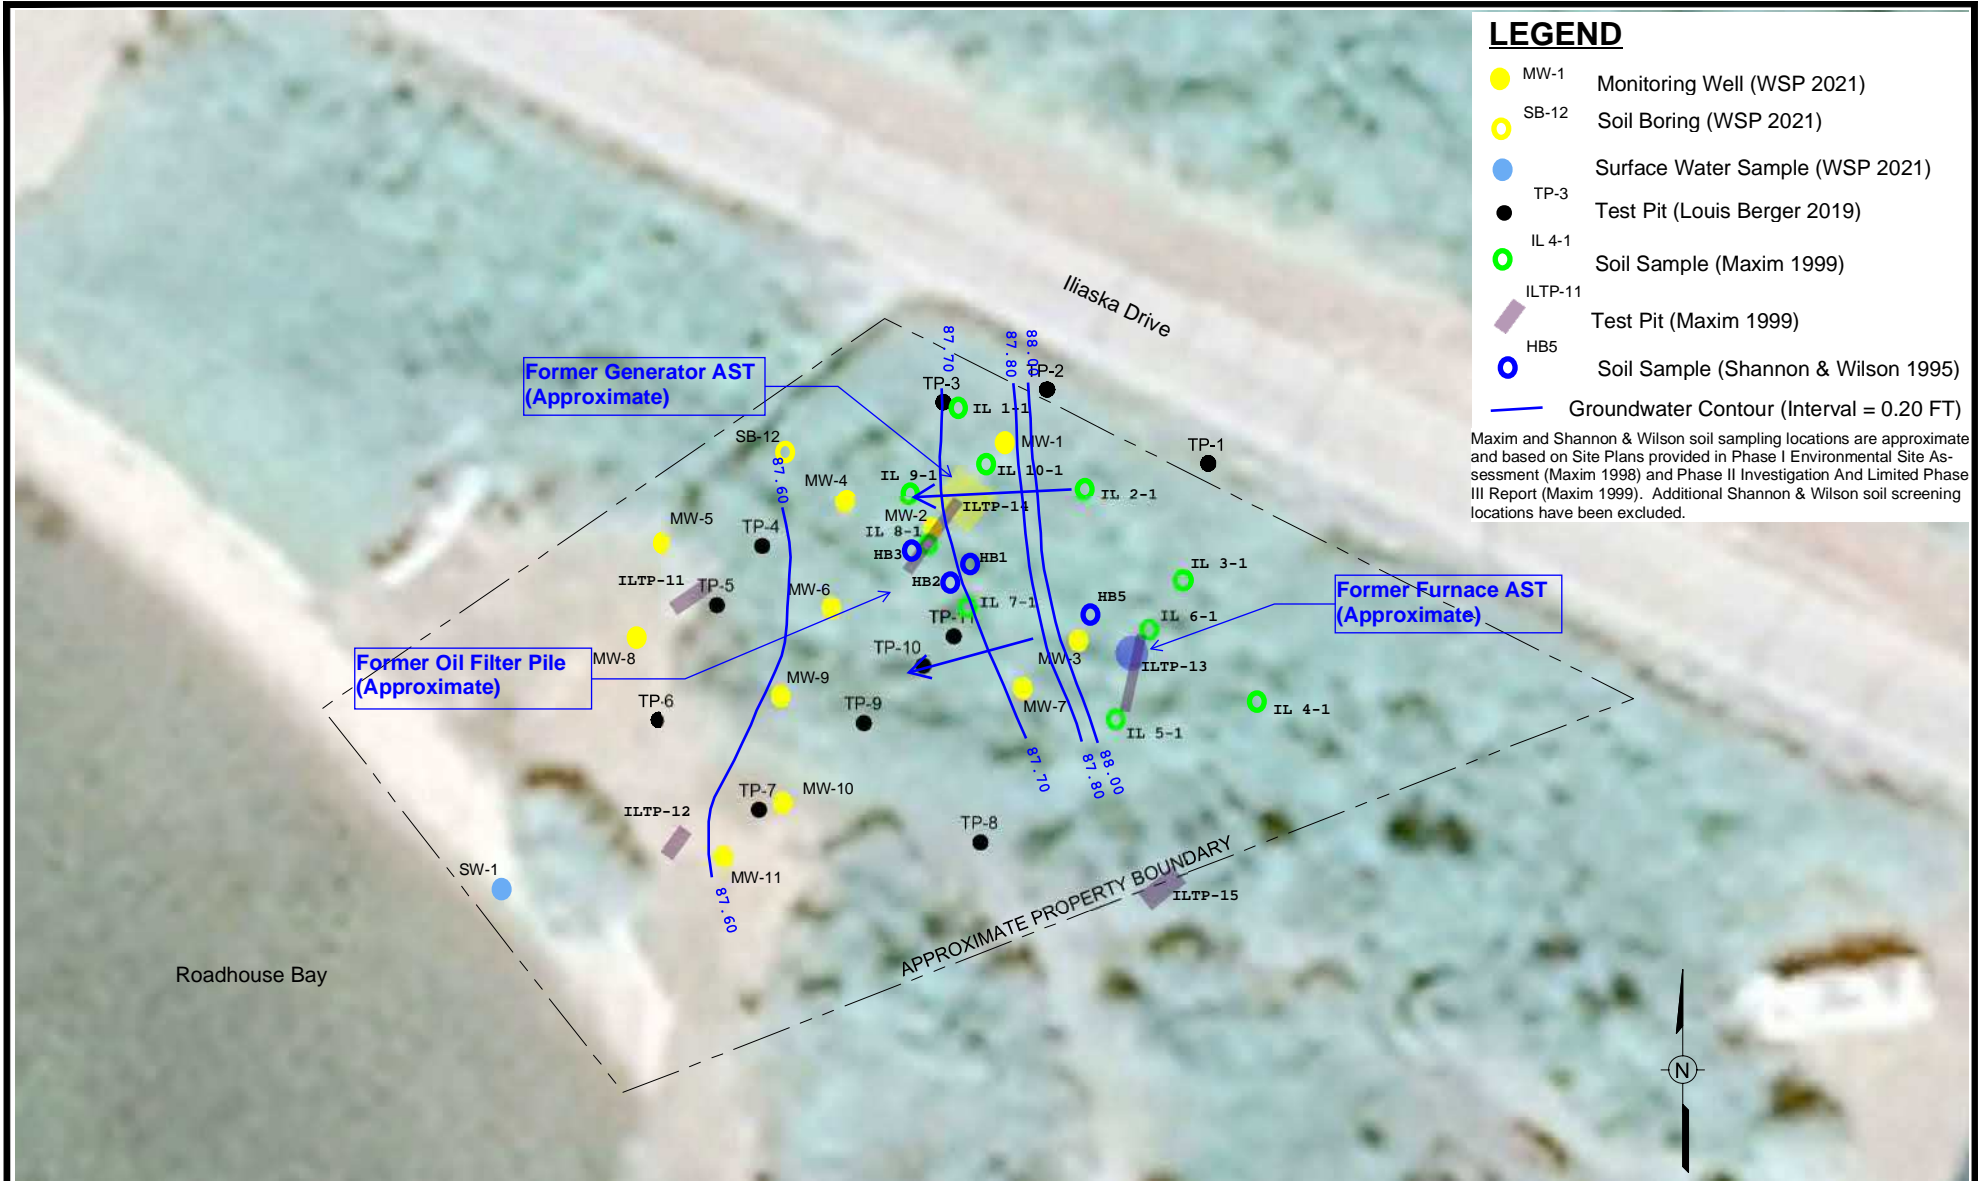 LEGEND
MW-1
Monitoring Well (WSP 2021)
SB-12
Soil Boring (WSP 2021)
Surface Water Sample (WSP 2021)
TP-3
Test Pit (Louis Berger 2019)
IL 4-1
Soil Sample (Maxim 1999)
ILTP-11
Test Pit (Maxim 1999)
HB5
Soil Sample (Shannon & Wilson 1995)
Groundwater Contour (Interval = 0.20 FT)
Maxim and Shannon & Wilson soil sampling locations are approximate
and based on Site Plans provided in Phase I Environmental Site As-
sessment (Maxim 1998) and Phase II Investigation And Limited Phase
III Report (Maxim 1999). Additional Shannon & Wilson soil screening
locations have been excluded.
Iliaska Drive
87.70
87.80
88.00
TP-2
Former Generator AST
(Approximate)
TP-3
IL 1-1
SB-12
MW-1
TP-1
87.60
MW-4
IL 9-1
IL 10-1
IL 2-1
MW-5
TP-4
MW-2
ILTP-14
IL 8-1
HB3
HB1
ILTP-11
TP-5
MW-6
HB2
IL 3-1
Former Furnace AST
(Approximate)
IL 7-1
HB5
IL 6-1
TP-11
MW-8
Former Oil Filter Pile
(Approximate)
TP-10
MW-3
ILTP-13
TP-6
MW-9
TP-9
MW-7
IL 4-1
IL 5-1
87.70
87.80
88.00
TP-7
MW-10
ILTP-12
TP-8
SW-1
MW-11
87.60
APPROXIMATE PROPERTY BOUNDARY
ILTP-15
Roadhouse Bay
N